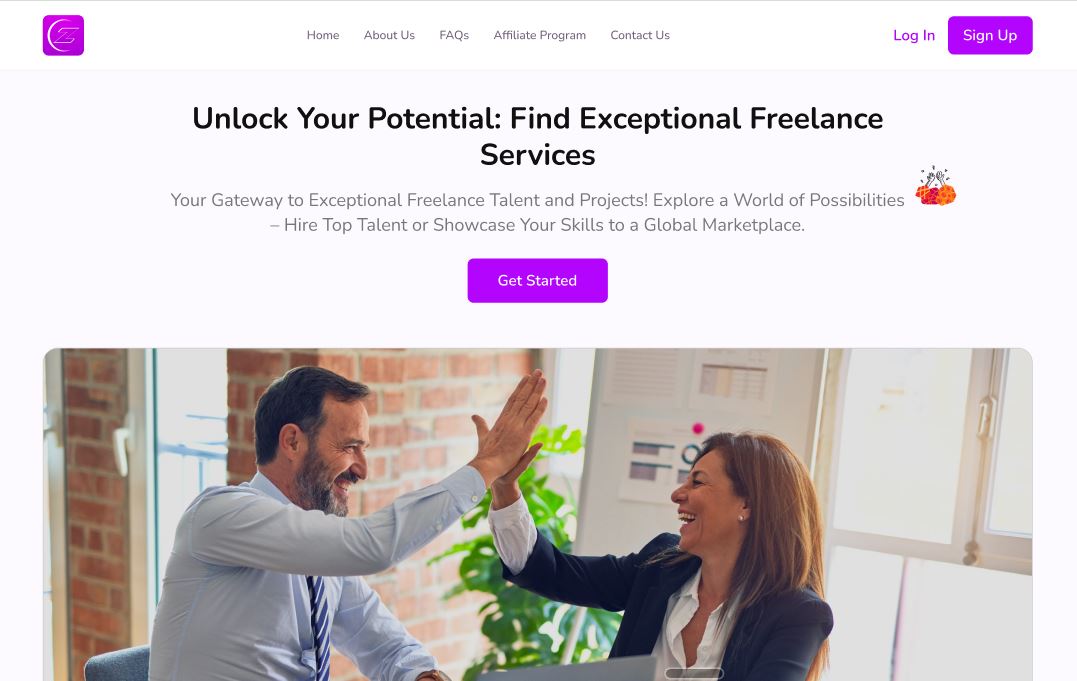 Home About Us FAQs Affiliate Program Contact Us Log In Sign Up
Unlock Your Potential: Find Exceptional Freelance
Services
Your Gateway to Exceptional Freelance Talent and Projects! Explore a World of Possibilities
– Hire Top Talent or Showcase Your Skills to a Global Marketplace.
Get Started